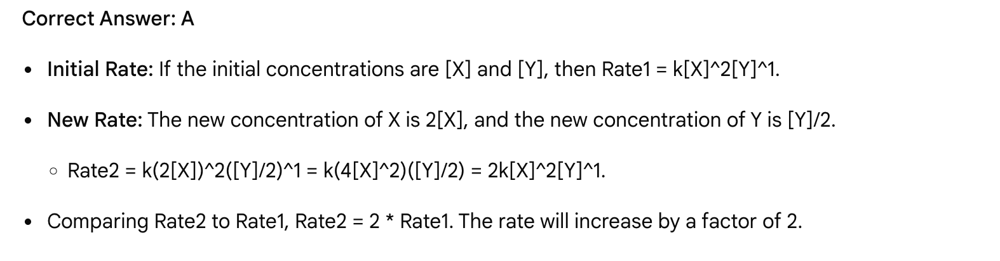 Correct Answer: A
• Initial Rate: If the initial concentrations are [X] and [Y], then Rate1 = k[X]^2[Y]^1.
• New Rate: The new concentration of X is 2[X], and the new concentration of Y is [Y]/2.
○ Rate2 = k(2[X])^2([Y]/2)^1 = k(4[X]^2)([Y]/2) = 2k[X]^2[Y]^1.
• Comparing Rate2 to Rate1, Rate2 = 2 * Rate1. The rate will increase by a factor of 2.